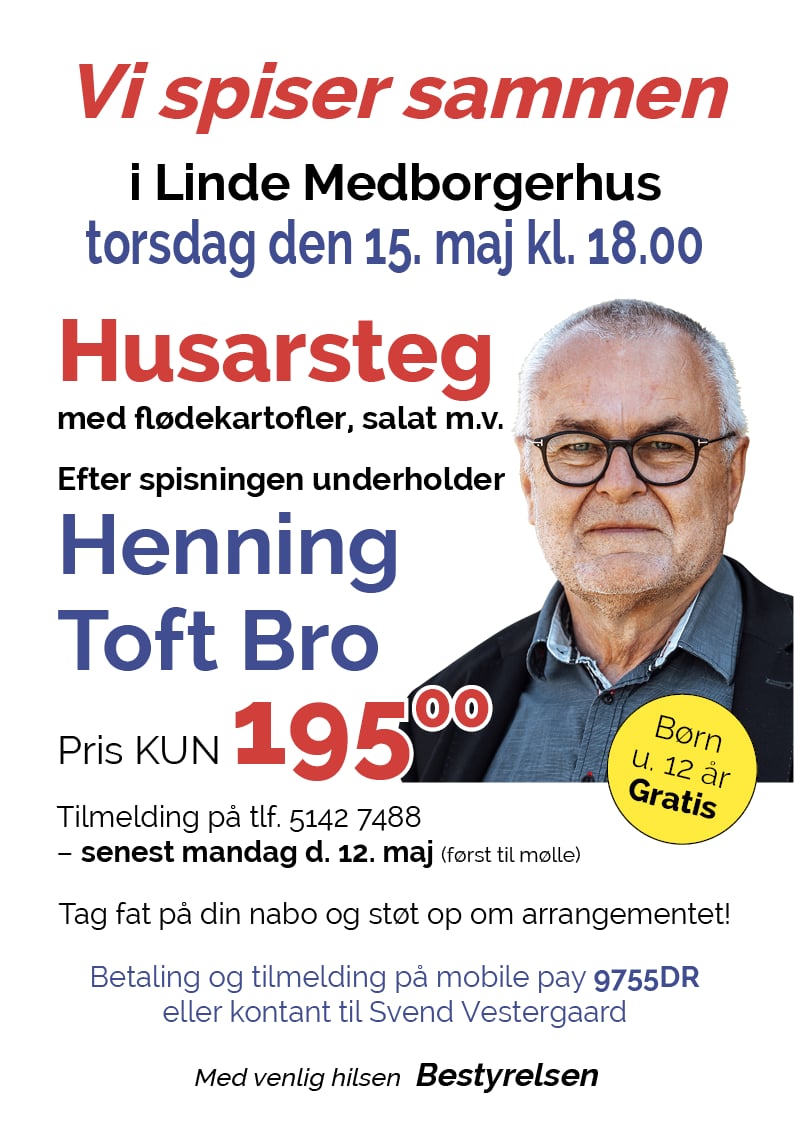 Vi spiser sammen
i Linde Medborgerhus
torsdag den 15. maj kl. 18.00
Husarsteg
med flødekartofler, salat m.v.
Efter spisningen underholder
Henning
Toft Bro
Pris KUN 195⁰⁰
Børn
u. 12 år
Gratis
Tilmelding på tlf. 5142 7488
– senest mandag d. 12. maj (først til mølle)
Tag fat på din nabo og støt op om arrangementet!
Betaling og tilmelding på mobile pay 9755DR
eller kontant til Svend Vestergaard
Med venlig hilsen Bestyrelsen